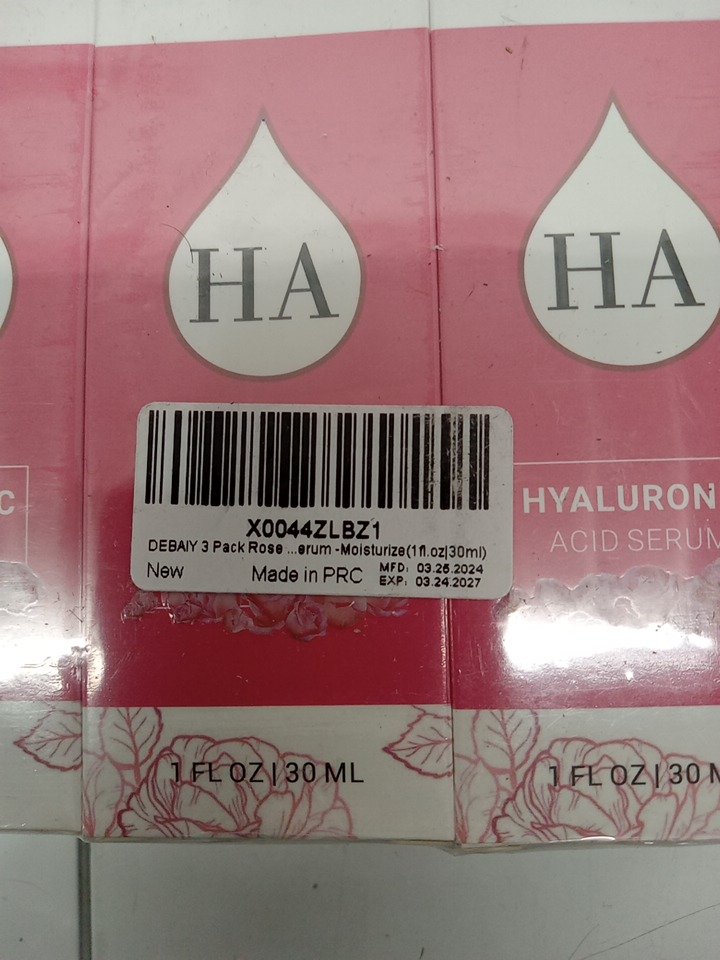 HA
HA
X0044ZLBZ1
DEBAIY 3 Pack Rose ...erum -Moisturize(1fl.oz|30ml)
New
Made in PRC
MFD: 03.25.2024
EXP: 03.24.2027
C
HYALURON
ACID SERUM
1 FL OZ | 30 ML
1 FL OZ | 30 M